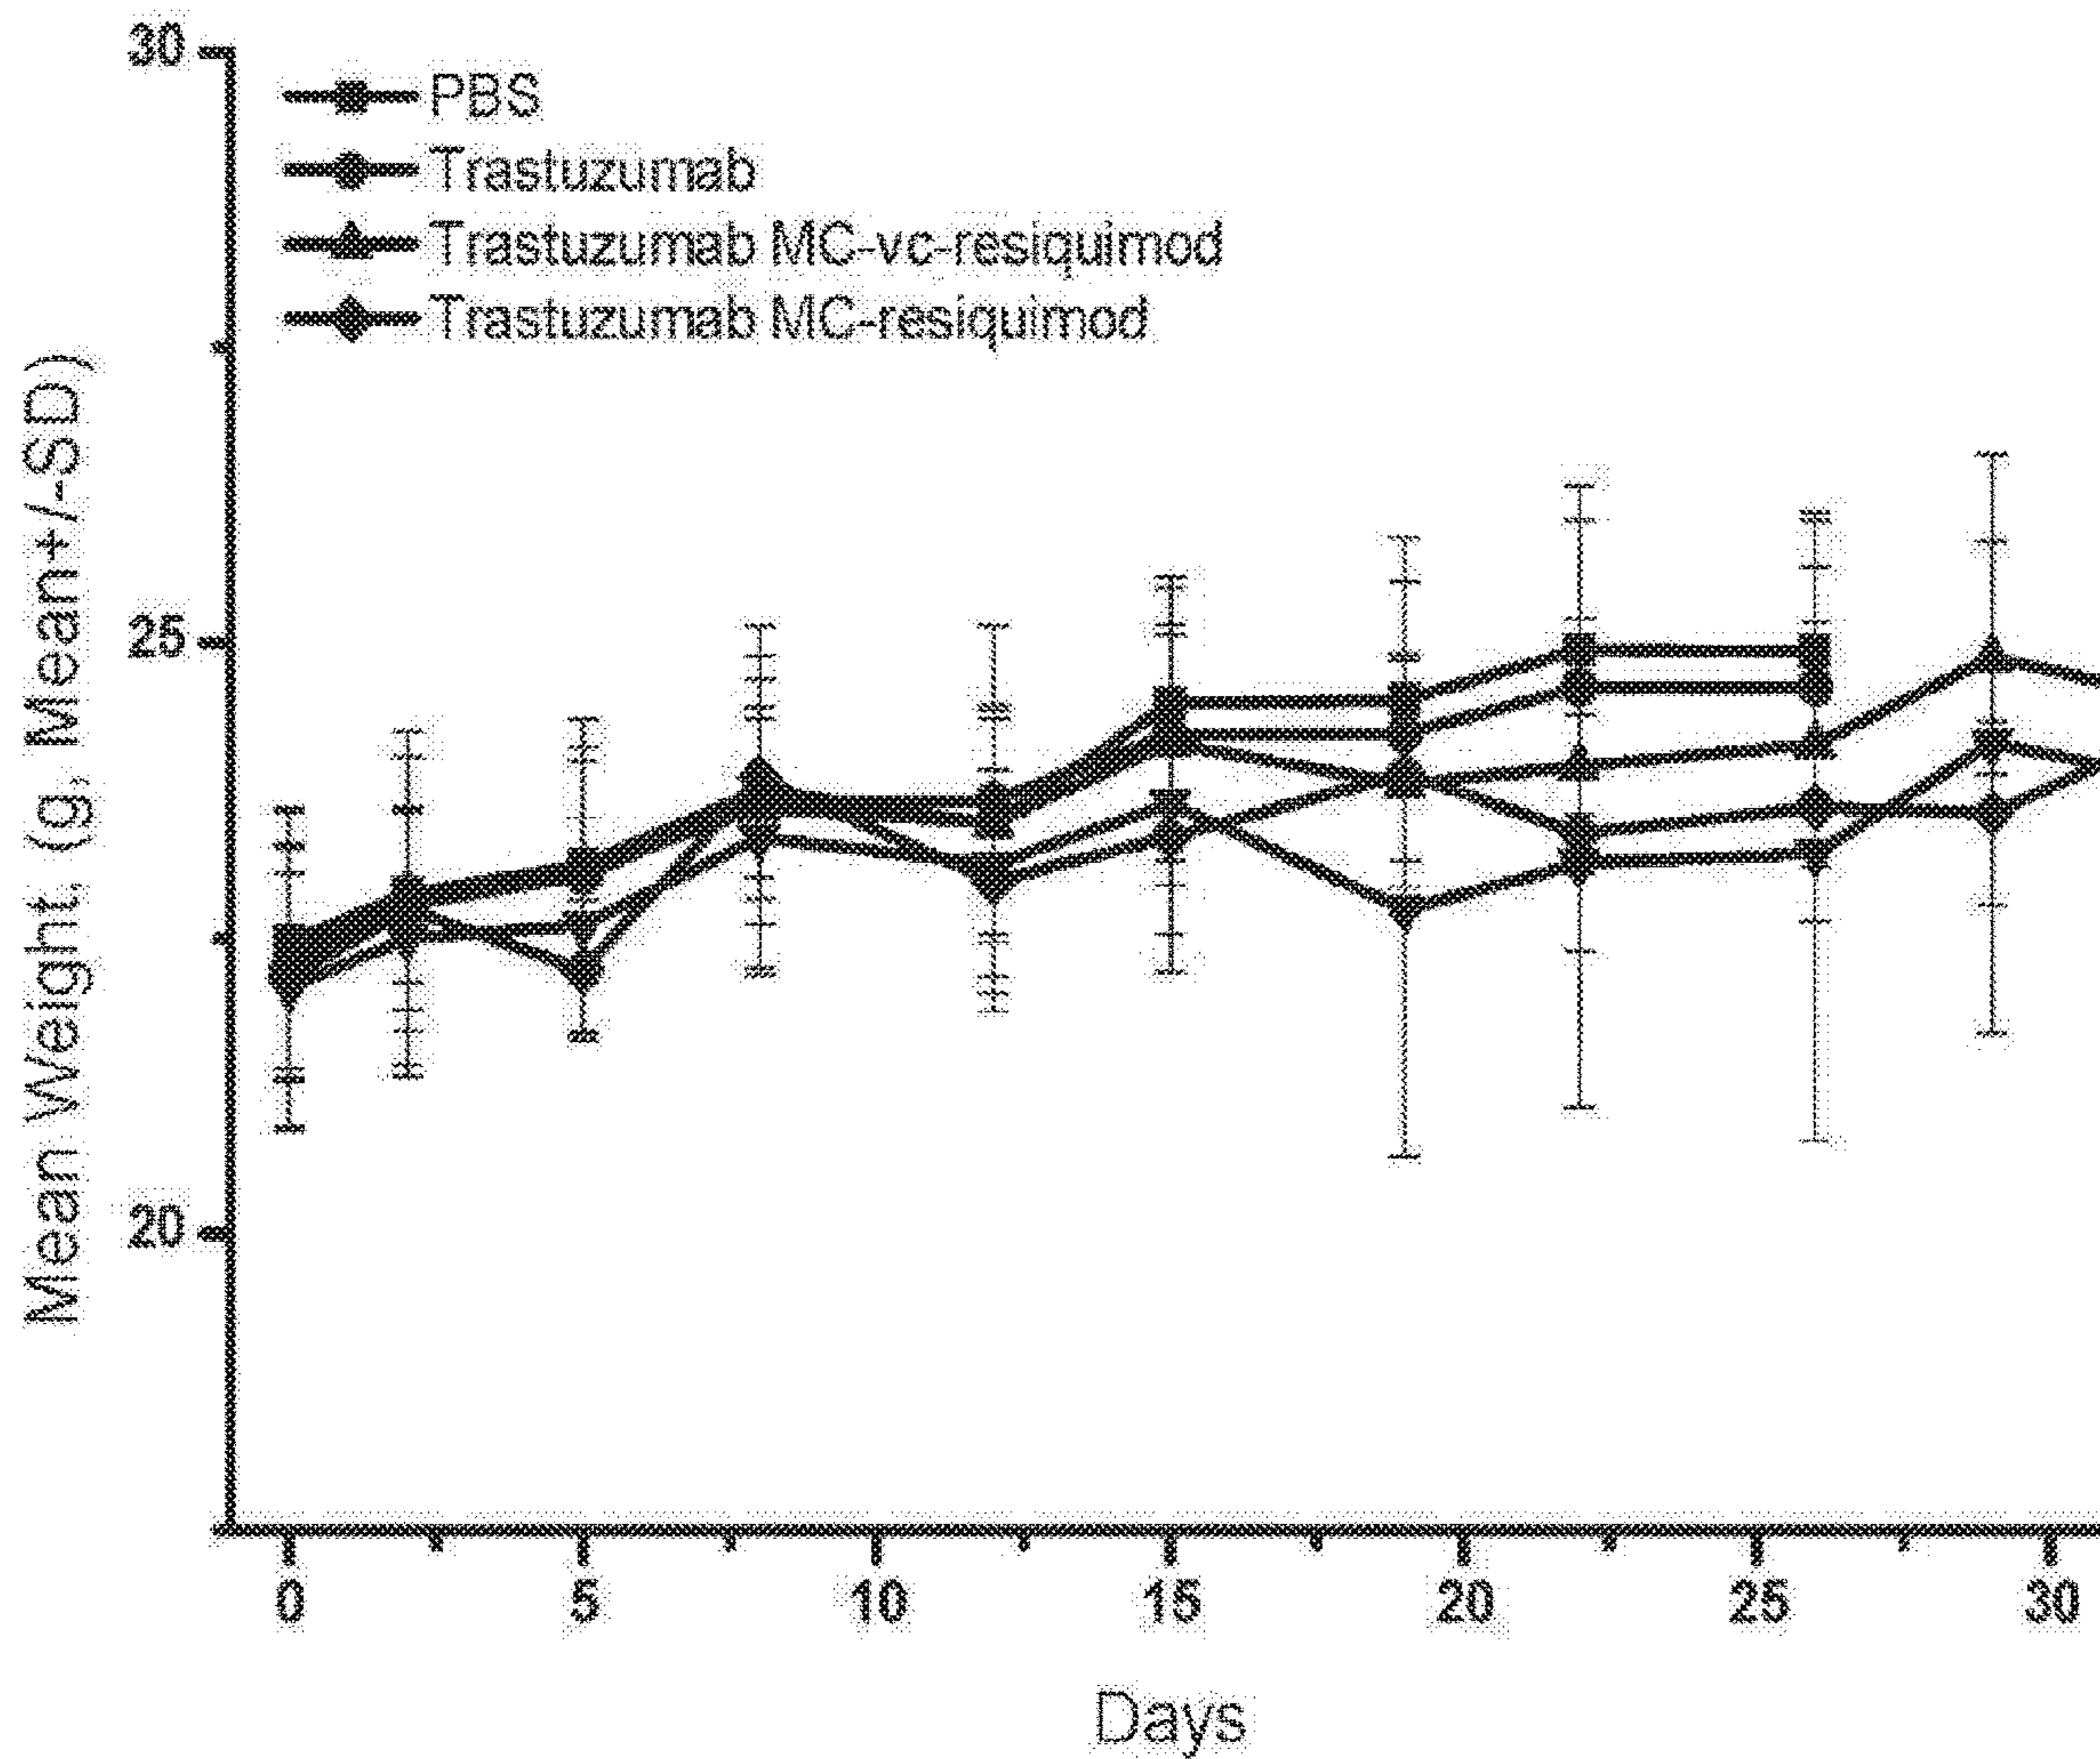 30
PBS
Trastuzumab
Trastuzumab MC-vc-resiquimod
Trastuzumab MC-resiquimod
Mean Weight, (g, Mean+/-SD)
25
20
0 5 10 15 20 25 30
Days